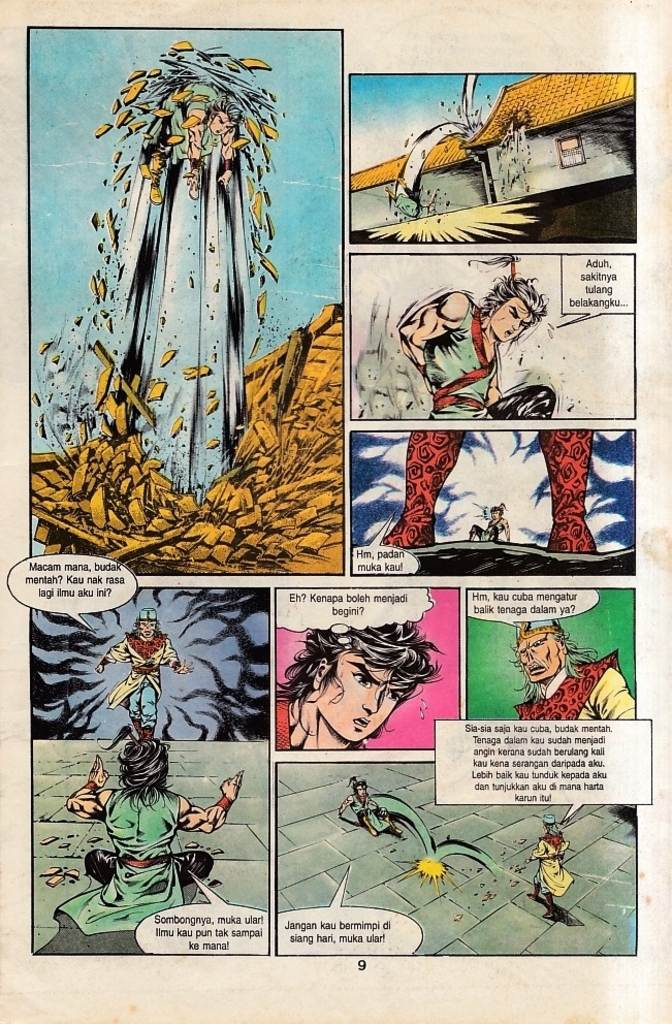 Aduh,
sakitnya
tulang
belakangku...
Hm, padan
muka kau!
Macam mana, budak
mentah? Kau nak rasa
lagi ilmu aku ini?
Sombongnya, muka ular!
Ilmu kau pun tak sampai
ke mana!
Eh? Kenapa boleh menjadi
begini?
Hm, kau cuba mengatur
balik tenaga dalam ya?
Sia-sia saja kau cuba, budak mentah.
Tenaga dalam kau sudah menjadi
angin kerana sudah berulang kali
kau kena serangan daripada aku.
Lebih baik kau tunduk kepada aku
dan tunjukkan aku di mana harta
karun itu!
Jangan kau bermimpi di
siang hari, muka ular!
9